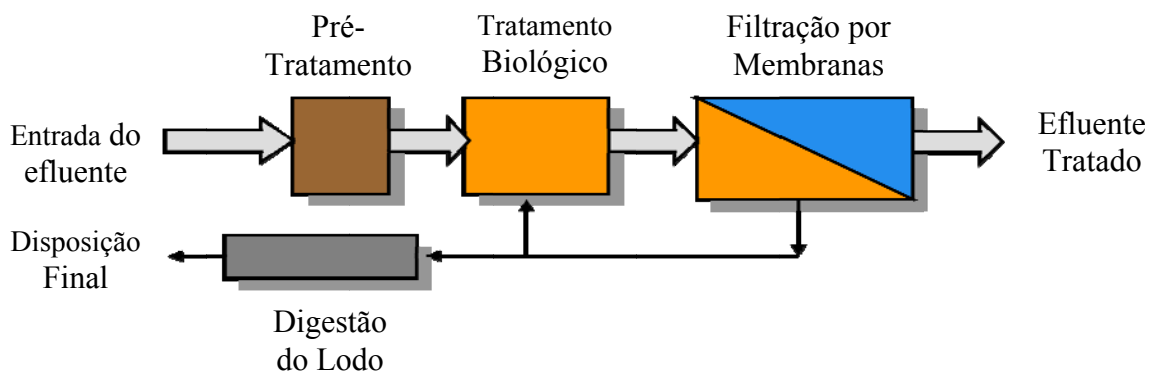 Pré-
Tratamento
Tratamento
Biológico
Filtração por
Membranas
Entrada do
efluente
Efluente
Tratado
Disposição
Final
Digestão
do Lodo